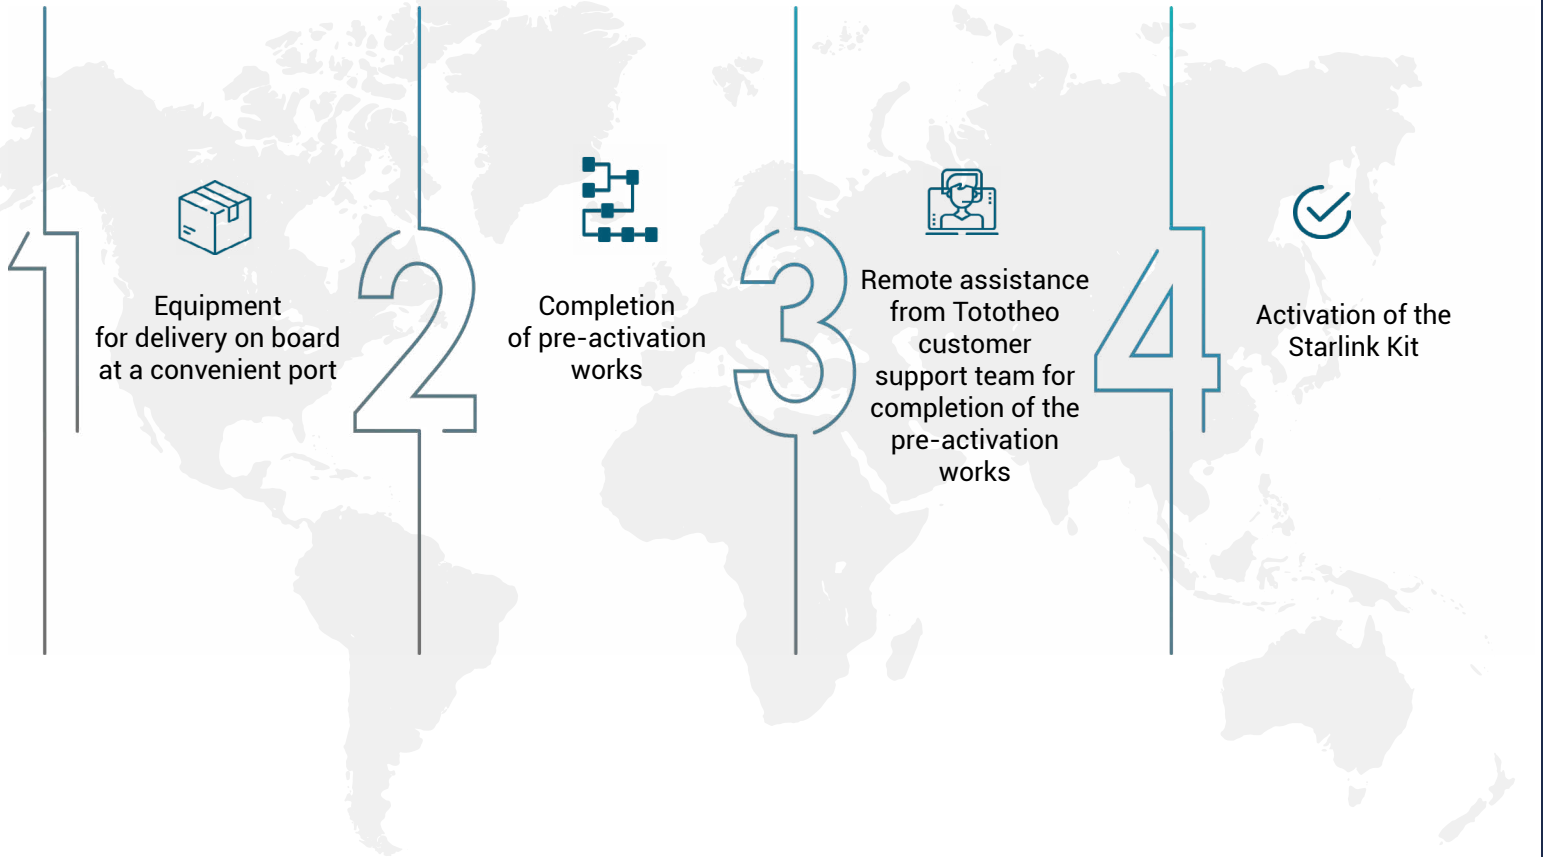 1
Equipment
for delivery on board
at a convenient port
2
Completion
of pre-activation
works
3
Remote assistance
from Tototheo
customer
support team for
completion of the
pre-activation
works
4
Activation of the
Starlink Kit